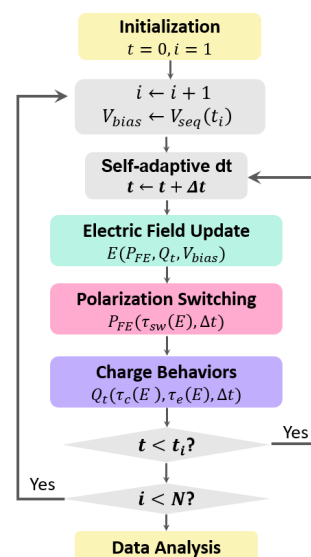 Initialization
t = 0, i = 1
i ← i + 1
V_bias ← V_seq(t_i)
Self-adaptive dt
t ← t + Δt
Electric Field Update
E(P_FE, Q_t, V_bias)
Polarization Switching
P_FE(τ_sw(E), Δt)
Charge Behaviors
Q_t(τ_c(E), τ_e(E), Δt)
t < t_i?
Yes
Yes
i < N?
Data Analysis